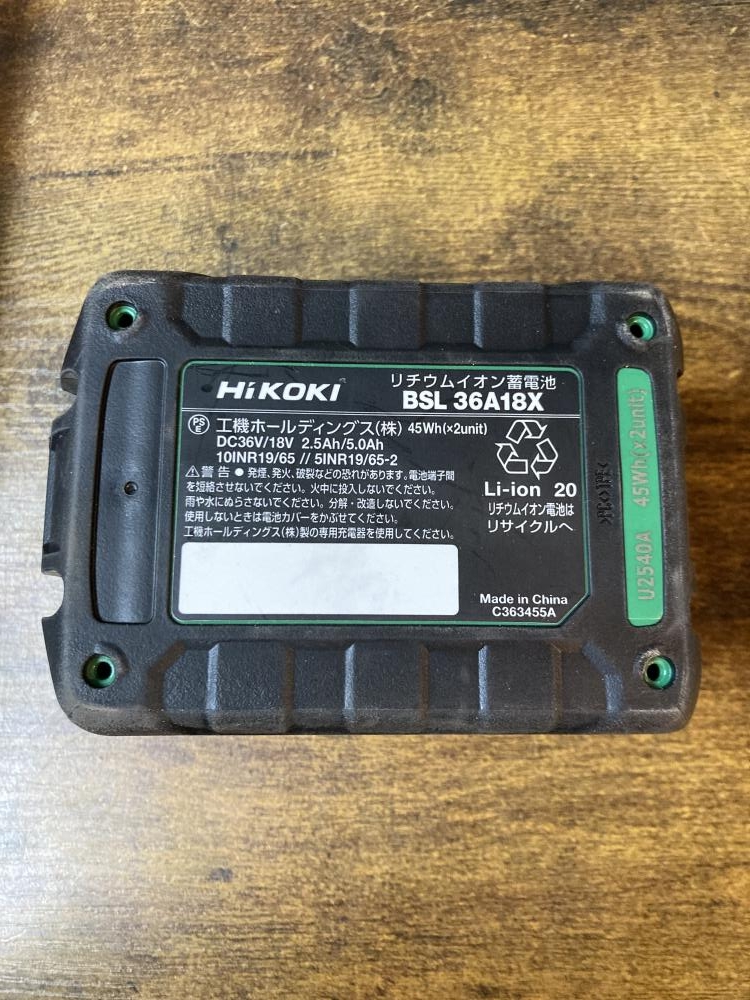 HiKOKI
リチウムイオン蓄電池
BSL 36A18X
PS
E
工機ホールディングス(株) 45Wh(×2unit)
DC36V/18V 2.5Ah/5.0Ah
10INR19/65 // 5INR19/65-2
⚠警告 ● 発煙、発火、破裂などの恐れがあります。電池端子間
を短絡させないでください。火中に投入しないでください。
雨や水にぬらさないでください。分解・改造しないでください。
使用しないときは電池カバーをかぶせてください。
工機ホールディングス(株)製の専用充電器を使用してください。
Li-ion 20
リチウムイオン電池は
リサイクルへ
Made in China
C363455A
U2540A 45Wh(×2unit)